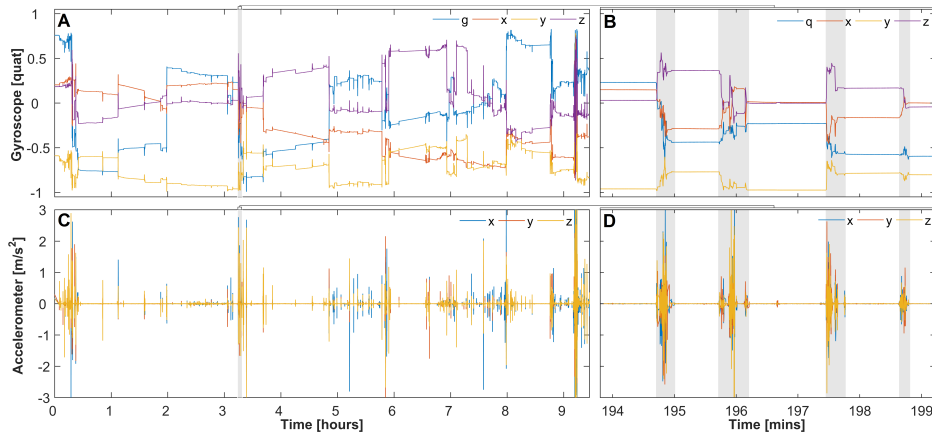 A g x y z
B q x y z
Gyroscope [quat]
1
0.5
0
-0.5
-1
C x y z
D x y z
Accelerometer [m/s²]
3
2
1
0
-1
-2
-3
0 1 2 3 4 5 6 7 8 9
194 195 196 197 198 199
Time [hours]
Time [mins]